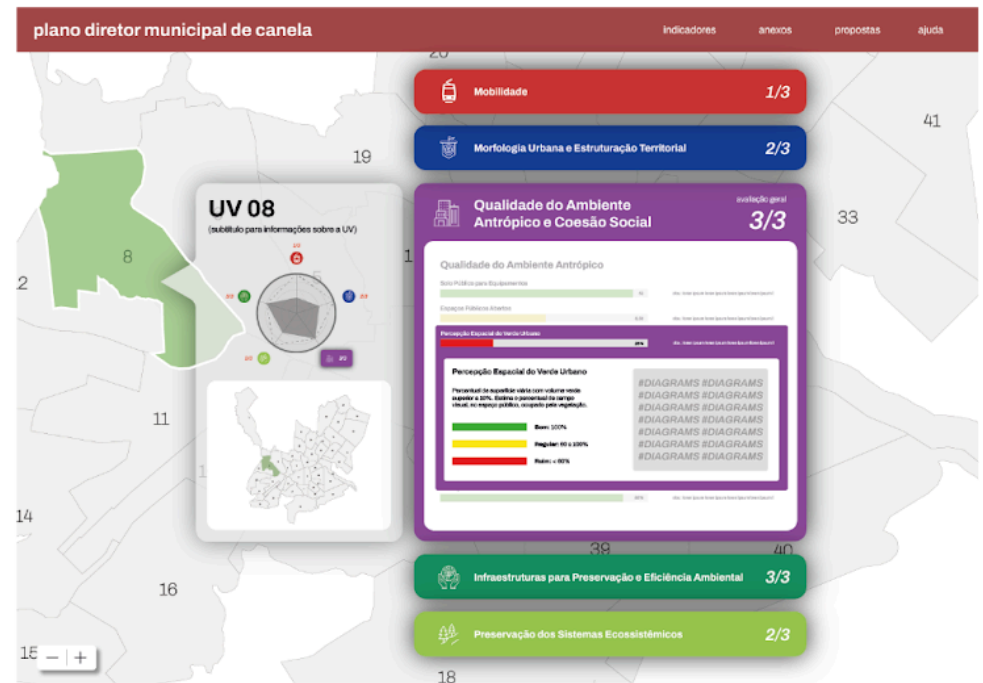 plano diretor municipal de canela
indicadores
anexos
propostas
ajuda
20
Mobilidade
1/3
41
Morfologia Urbana e Estruturação Territorial
2/3
19
UV 08
(subtítulo para informações sobre a UV)
Qualidade do Ambiente
Antrópico e Coesão Social
avaliação geral
3/3
33
8
Qualidade do Ambiente Antrópico
Solo Público para Equipamentos
Espaços Públicos Abertos
Percepção Espacial do Verde Urbano
Percepção Espacial do Verde Urbano
Percentual de superfície viária com volume verde
superior a 10%. Estima o percentual de campo
visual, no espaço público, ocupado pela vegetação.
Bom: 100%
Regular: 60 ≤ 100%
Ruim: < 60%
#DIAGRAMS #DIAGRAMS
#DIAGRAMS #DIAGRAMS
#DIAGRAMS #DIAGRAMS
#DIAGRAMS #DIAGRAMS
#DIAGRAMS #DIAGRAMS
#DIAGRAMS #DIAGRAMS
#DIAGRAMS #DIAGRAMS
11
14
39
40
Infraestruturas para Preservação e Eficiência Ambiental
3/3
16
Preservação dos Sistemas Ecossistêmicos
2/3
15
− +
18